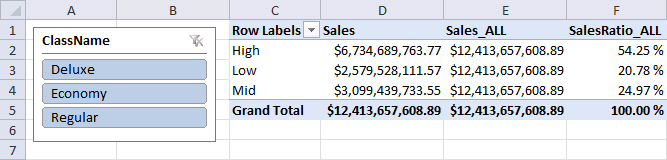 A B C D E F
1 Row Labels Sales Sales_ALL SalesRatio_ALL
ClassName
2 High $6,734,689,763.77 $12,413,657,608.89 54.25 %
Deluxe
3 Low $2,579,528,111.57 $12,413,657,608.89 20.78 %
Economy
4 Mid $3,099,439,733.55 $12,413,657,608.89 24.97 %
Regular
5 Grand Total $12,413,657,608.89 $12,413,657,608.89 100.00 %
6
7